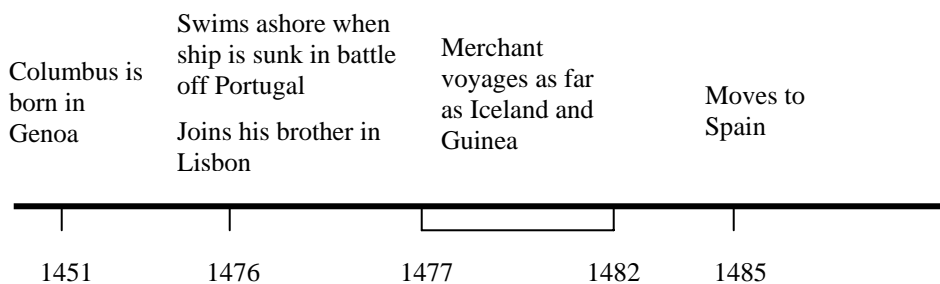 Columbus is
born in
Genoa
Swims ashore when
ship is sunk in battle
off Portugal
Joins his brother in
Lisbon
Merchant
voyages as far
as Iceland and
Guinea
Moves to
Spain
1451
1476
1477
1482
1485